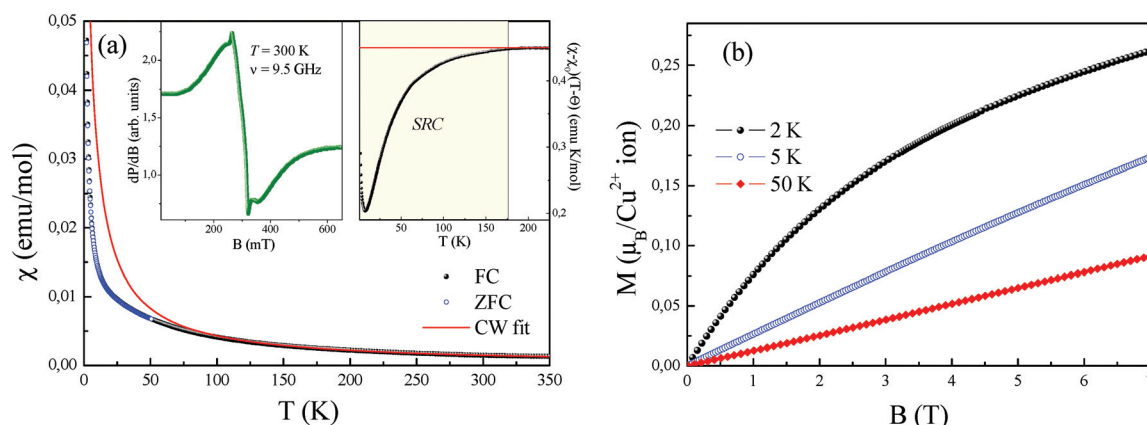 (a)
χ (emu/mol)
0,05
0,04
0,03
0,02
0,01
0,00
0 50 100 150 200 250 300 350
T (K)
dP/dB (arb. units)
2,0
1,5
1,0
0 200 400 600
B (mT)
T = 300 K
ν = 9.5 GHz
SRC
50 100 150 200
T (K)
0,4
0,2
(χ-χ₀)(T-Θ) (emu K/mol)
FC
ZFC
CW fit
(b)
M (μB/Cu²⁺ ion)
0,25
0,20
0,15
0,10
0,05
0,00
0 1 2 3 4 5 6 7
B (T)
2 K
5 K
50 K